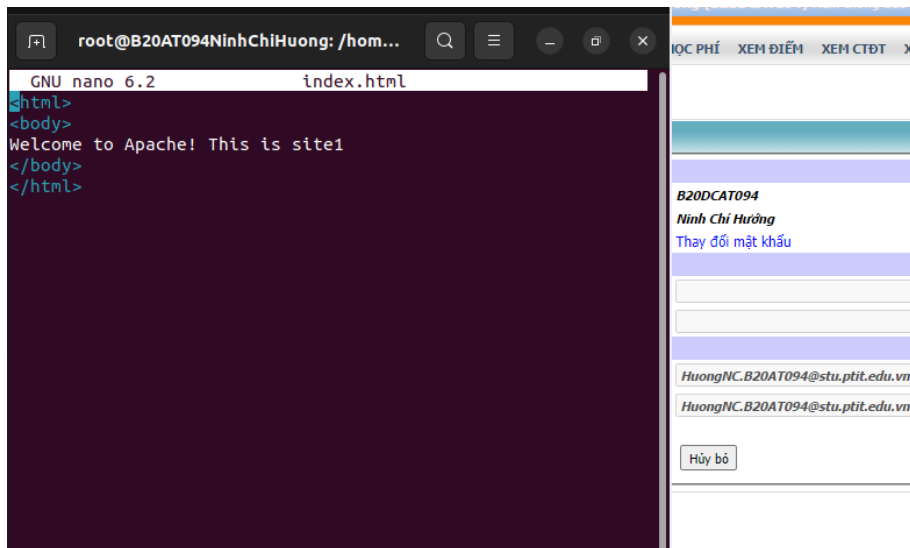 root@B20AT094NinhChiHuong: /hom...
GNU nano 6.2 index.html
<html>
<body>
Welcome to Apache! This is site1
</body>
</html>
HỌC PHÍ XEM ĐIỂM XEM CTĐT
B20DCAT094
Ninh Chí Hướng
Thay đổi mật khẩu
HuongNC.B20AT094@stu.ptit.edu.vn
HuongNC.B20AT094@stu.ptit.edu.vn
Hủy bỏ